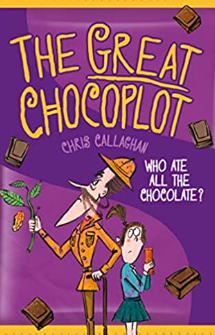 THE GREAT
CHOCOPLOT
CHRIS CALLAGHAN
WHO ATE
ALL THE
CHOCOLATE?